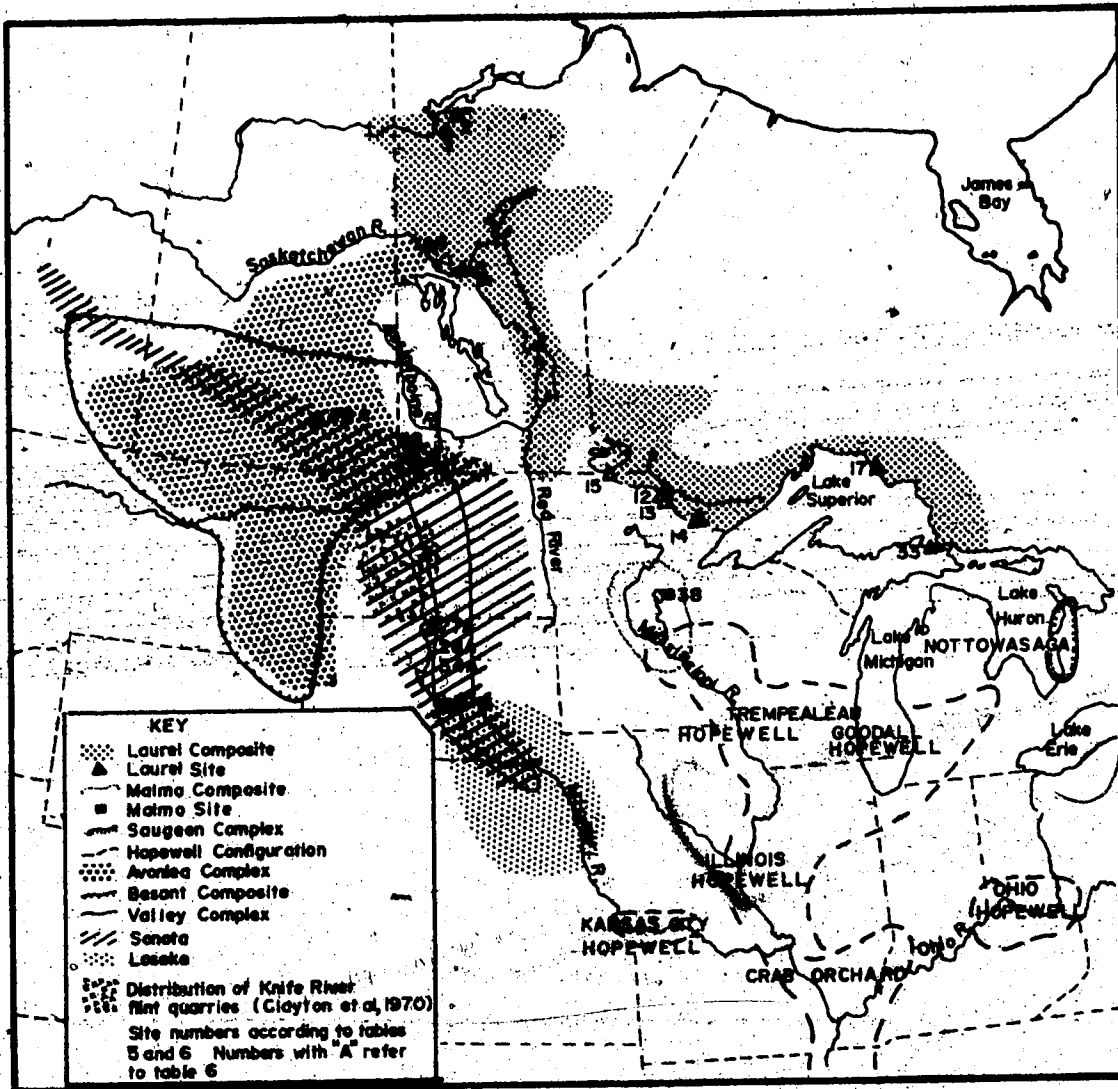 James
Bay
Saskatchewan R.
Red River
17
Lake
Superior
15
12
13
14
33
38
Lake
Huron
Lake
Michigan
NOTTOWASAGA
Mississippi R.
TREMPEALEAU
HOPEWELL
GOODALL
HOPEWELL
Lake
Erie
Missouri R.
ILLINOIS
HOPEWELL
OHIO
HOPEWELL
KANSAS CITY
HOPEWELL
CRAB ORCHARD
Ohio R.
KEY
Laurel Composite
Laurel Site
Malmo Composite
Malmo Site
Saugeen Complex
Hopewell Configuration
Avonlea Complex
Besant Composite
Valley Complex
Sonota
Loseke
Distribution of Knife River
flint quarries (Clayton et al, 1970)
Site numbers according to tables
5 and 6 Numbers with "A" refer
to table 6